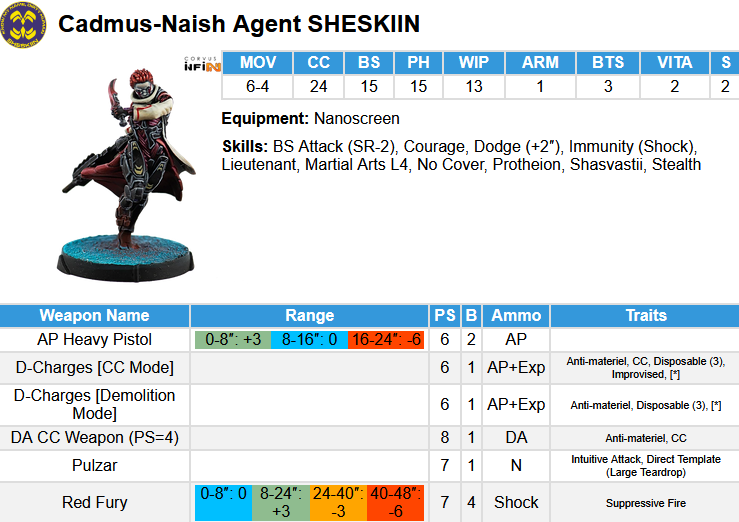 Cadmus-Naish Agent SHESKIIN
CORVUS
INFINITY
MOV CC BS PH WIP ARM BTS VITA S
6-4 24 15 15 13 1 3 2 2
Equipment: Nanoscreen
Skills: BS Attack (SR-2), Courage, Dodge (+2″), Immunity (Shock),
Lieutenant, Martial Arts L4, No Cover, Protheion, Shasvastii, Stealth
Weapon Name Range PS B Ammo Traits
AP Heavy Pistol 0-8″: +3 8-16″: 0 16-24″: -6 6 2 AP
D-Charges [CC Mode] 6 1 AP+Exp Anti-materiel, CC, Disposable (3),
Improvised, [*]
D-Charges [Demolition
Mode] 6 1 AP+Exp Anti-materiel, Disposable (3), [*]
DA CC Weapon (PS=4) 8 1 DA Anti-materiel, CC
Pulzar 7 1 N Intuitive Attack, Direct Template
(Large Teardrop)
Red Fury 0-8″: 0 8-24″: +3 24-40″: -3 40-48″: -6 7 4 Shock Suppressive Fire